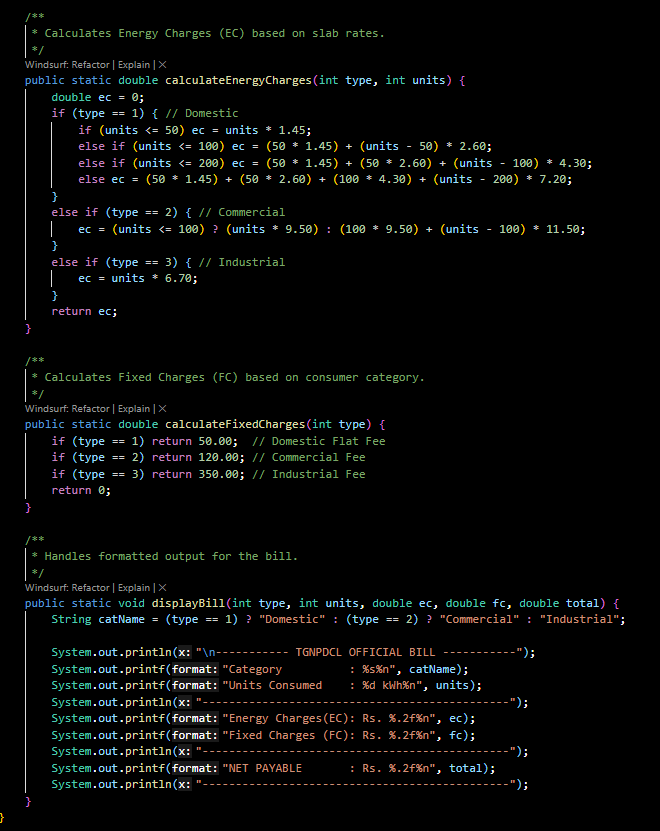 /**
 * Calculates Energy Charges (EC) based on slab rates.
 */
Windsurf: Refactor | Explain | ×
public static double calculateEnergyCharges(int type, int units) {
    double ec = 0;
    if (type == 1) { // Domestic
        if (units <= 50) ec = units * 1.45;
        else if (units <= 100) ec = (50 * 1.45) + (units - 50) * 2.60;
        else if (units <= 200) ec = (50 * 1.45) + (50 * 2.60) + (units - 100) * 4.30;
        else ec = (50 * 1.45) + (50 * 2.60) + (100 * 4.30) + (units - 200) * 7.20;
    }
    else if (type == 2) { // Commercial
        ec = (units <= 100) ? (units * 9.50) : (100 * 9.50) + (units - 100) * 11.50;
    }
    else if (type == 3) { // Industrial
        ec = units * 6.70;
    }
    return ec;
}
/**
 * Calculates Fixed Charges (FC) based on consumer category.
 */
Windsurf: Refactor | Explain | ×
public static double calculateFixedCharges(int type) {
    if (type == 1) return 50.00;  // Domestic Flat Fee
    if (type == 2) return 120.00; // Commercial Fee
    if (type == 3) return 350.00; // Industrial Fee
    return 0;
}
/**
 * Handles formatted output for the bill.
 */
Windsurf: Refactor | Explain | ×
public static void displayBill(int type, int units, double ec, double fc, double total) {
    String catName = (type == 1) ? "Domestic" : (type == 2) ? "Commercial" : "Industrial";
    System.out.println(x: "\n----------- TGNPDCL OFFICIAL BILL -----------");
    System.out.printf(format: "Category          : %s%n", catName);
    System.out.printf(format: "Units Consumed    : %d kWh%n", units);
    System.out.println(x: "----------------------------------------------");
    System.out.printf(format: "Energy Charges(EC): Rs. %.2f%n", ec);
    System.out.printf(format: "Fixed Charges (FC): Rs. %.2f%n", fc);
    System.out.println(x: "----------------------------------------------");
    System.out.printf(format: "NET PAYABLE       : Rs. %.2f%n", total);
    System.out.println(x: "----------------------------------------------");
}
}